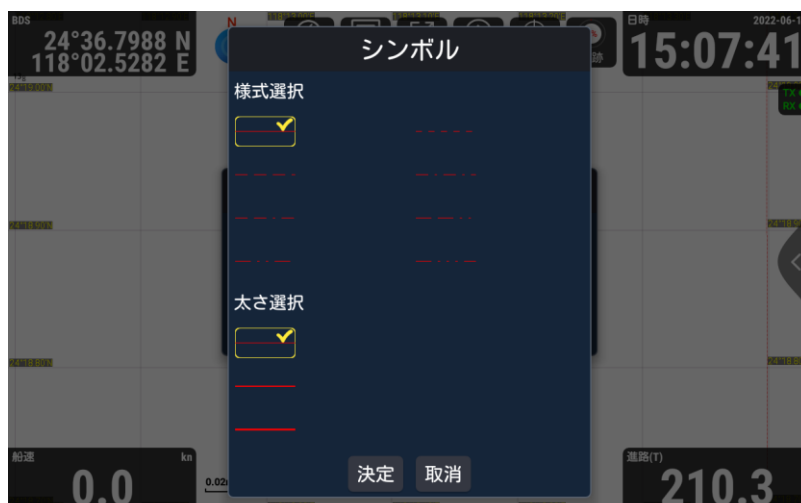 BDS
24°36.7988 N
118°02.5282 E
N
跡
日時
2022-06-1
15:07:41
シンボル
様式選択
TX
RX
太さ選択
決定
取消
船速
kn
0.0
進路(T)
210.3